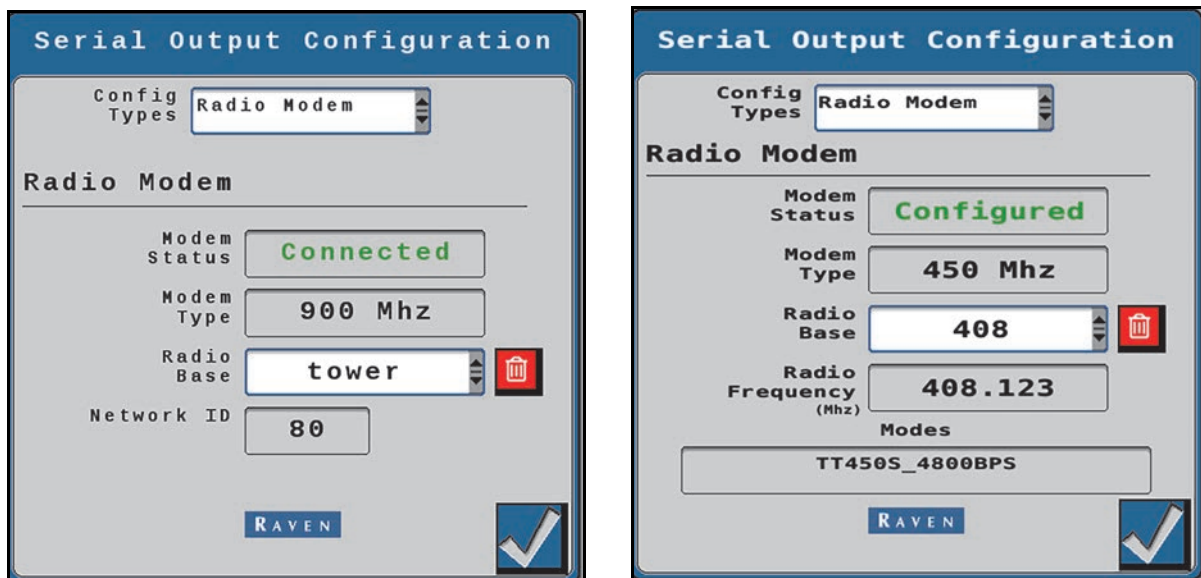 Serial Output Configuration
Config
Types
Radio Modem
Radio Modem
Modem
Status
Connected
Modem
Type
900 Mhz
Radio
Base
tower
Network ID
80
RAVEN
Serial Output Configuration
Config
Types
Radio Modem
Radio Modem
Modem
Status
Configured
Modem
Type
450 Mhz
Radio
Base
408
Radio
Frequency
(Mhz)
408.123
Modes
TT450S_4800BPS
RAVEN